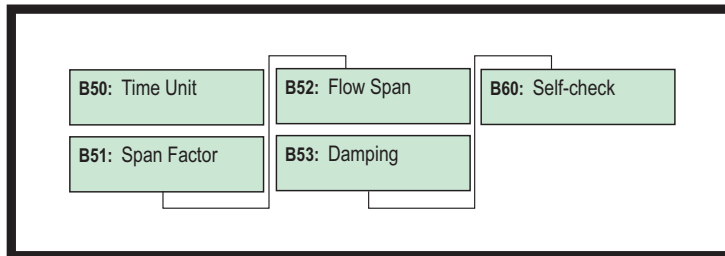 B50: Time Unit
B51: Span Factor
B52: Flow Span
B53: Damping
B60: Self-check